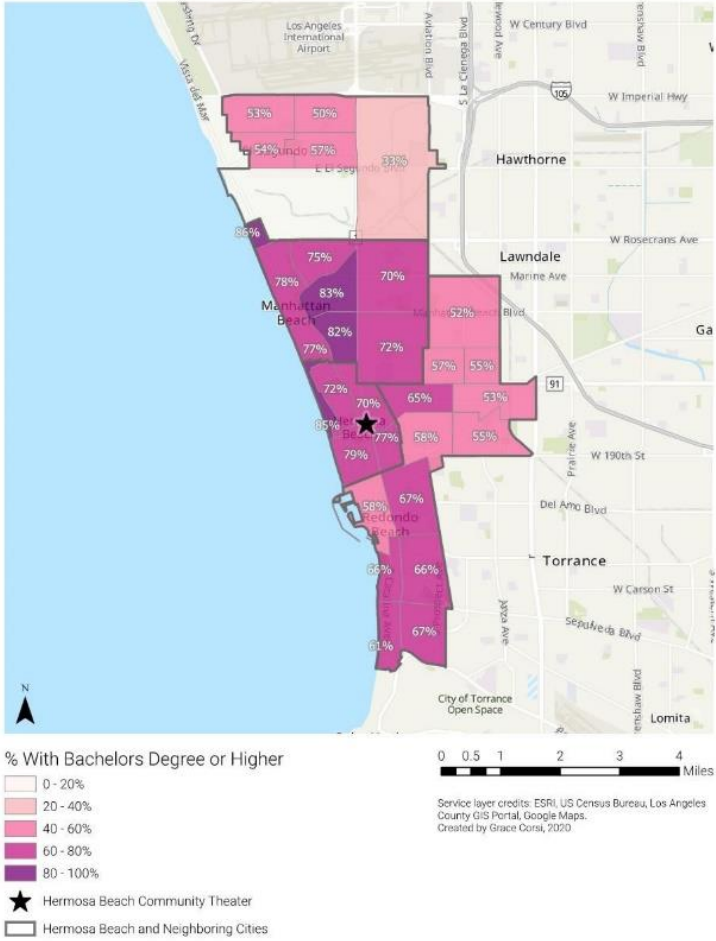 Los Angeles
International
Airport
Aviation Blvd
S La Cienega Blvd
W Century Blvd
Vista del Mar
W Imperial Hwy
105
53%
50%
54%
57%
33%
E El Segundo Blvd
Hawthorne
86%
W Rosecrans Ave
75%
Lawndale
78%
70%
Marine Ave
83%
Manhattan
Beach
52%
82%
77%
72%
57%
55%
91
72%
70%
65%
53%
85%
77%
58%
55%
79%
Prairie Ave
W 190th St
67%
58%
Del Amo Blvd
Redondo
Beach
66%
66%
Torrance
W Carson St
Sepulveda Blvd
67%
61%
City of Torrance
Open Space
Lomita
N
% With Bachelors Degree or Higher
0 - 20%
20 - 40%
40 - 60%
60 - 80%
80 - 100%
Hermosa Beach Community Theater
Hermosa Beach and Neighboring Cities
0 0.5 1 2 3 4
Miles
Service layer credits: ESRI, US Census Bureau, Los Angeles
County GIS Portal, Google Maps.
Created by Grace Corsi, 2020